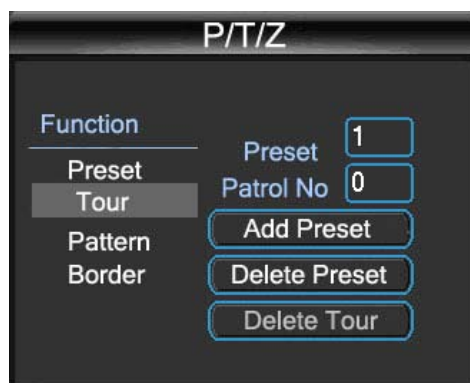 P/T/Z
Function
Preset
Tour
Pattern
Border
Preset 1
Patrol No 0
Add Preset
Delete Preset
Delete Tour